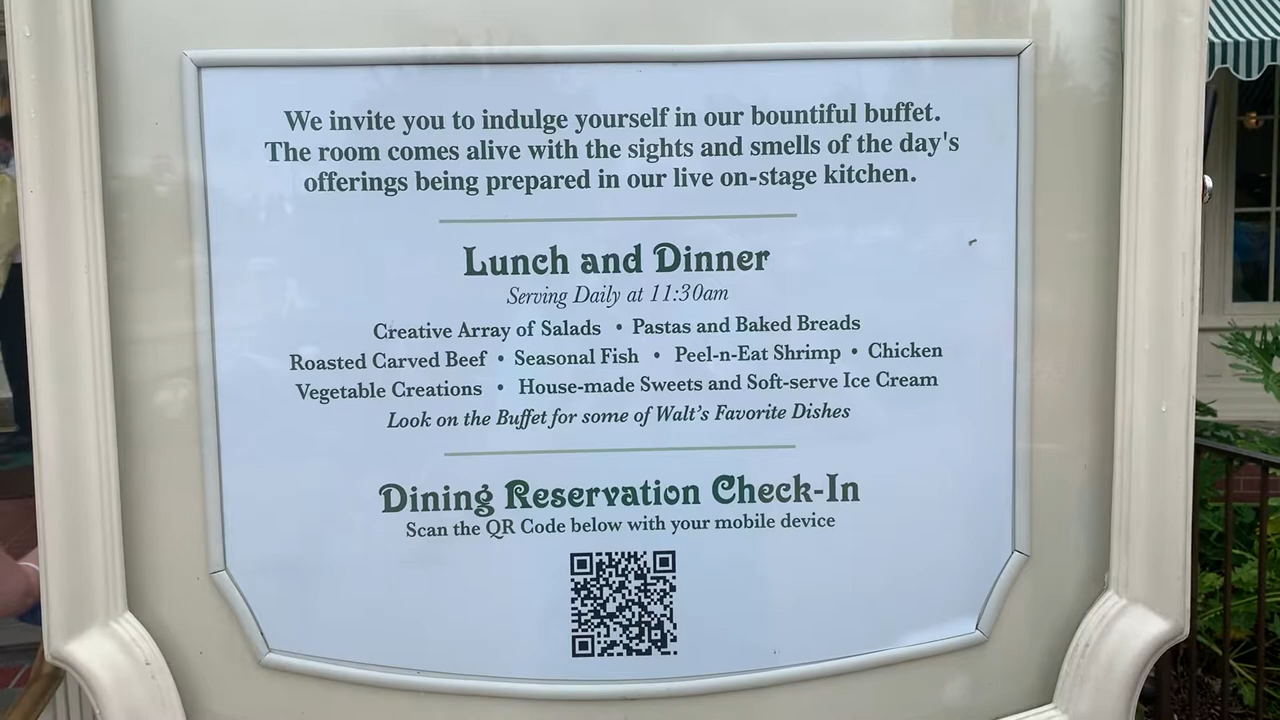 We invite you to indulge yourself in our bountiful buffet.
The room comes alive with the sights and smells of the day's
offerings being prepared in our live on-stage kitchen.
Lunch and Dinner
Serving Daily at 11:30am
Creative Array of Salads • Pastas and Baked Breads
Roasted Carved Beef • Seasonal Fish • Peel-n-Eat Shrimp • Chicken
Vegetable Creations • House-made Sweets and Soft-serve Ice Cream
Look on the Buffet for some of Walt's Favorite Dishes
Dining Reservation Check-In
Scan the QR Code below with your mobile device